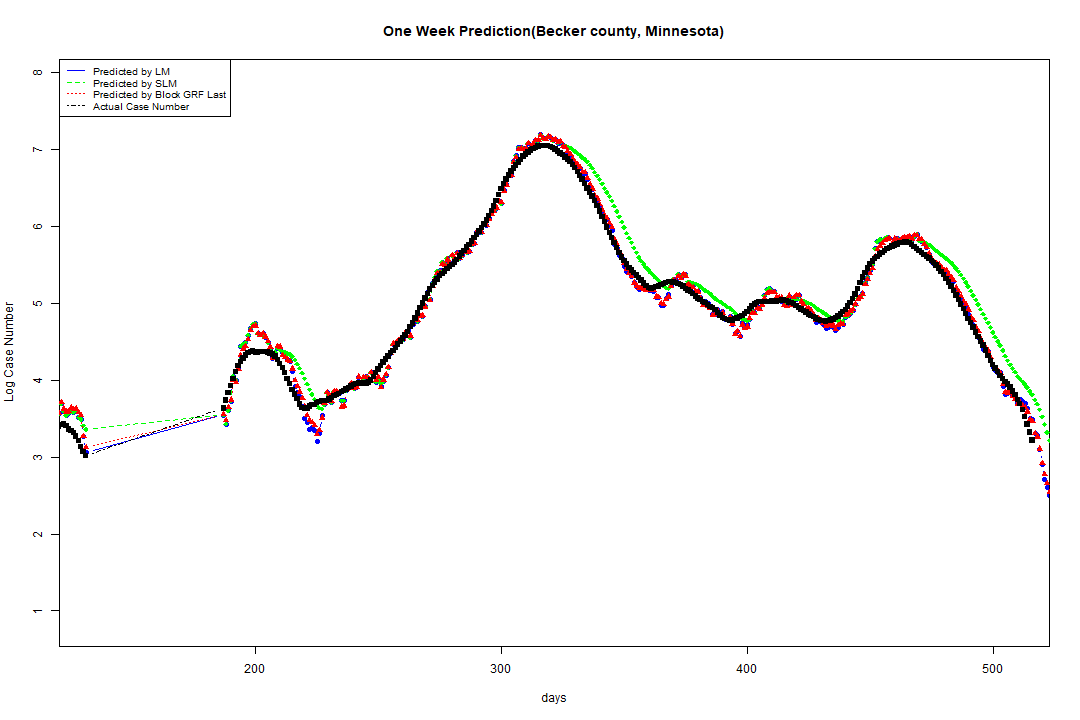 One Week Prediction(Becker county, Minnesota)
Predicted by LM
Predicted by SLM
Predicted by Block GRF Last
Actual Case Number
8
7
6
5
4
3
2
1
Log Case Number
200 300 400 500
days